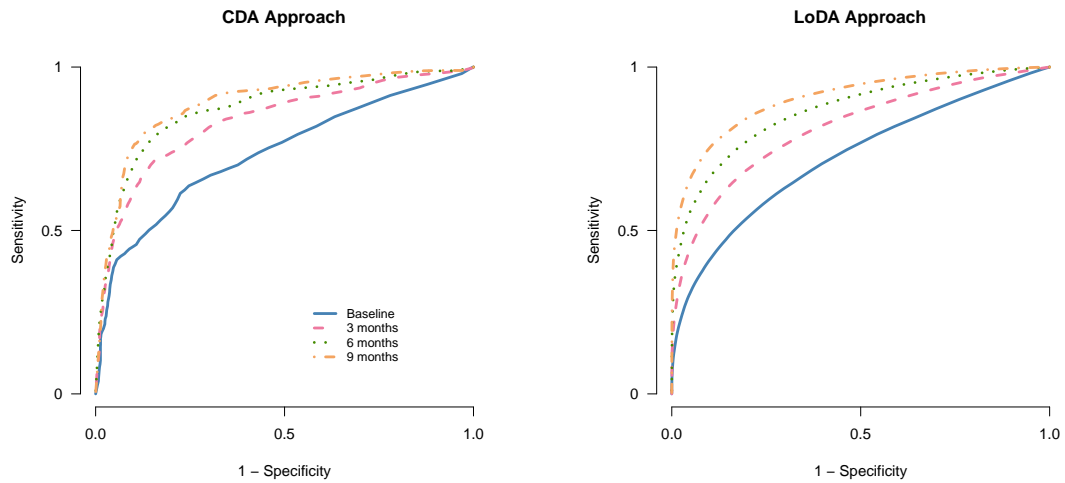 CDA Approach
1
0.5
0
Sensitivity
0.0
0.5
1.0
1 − Specificity
Baseline
3 months
6 months
9 months
LoDA Approach
1
0.5
0
Sensitivity
0.0
0.5
1.0
1 − Specificity